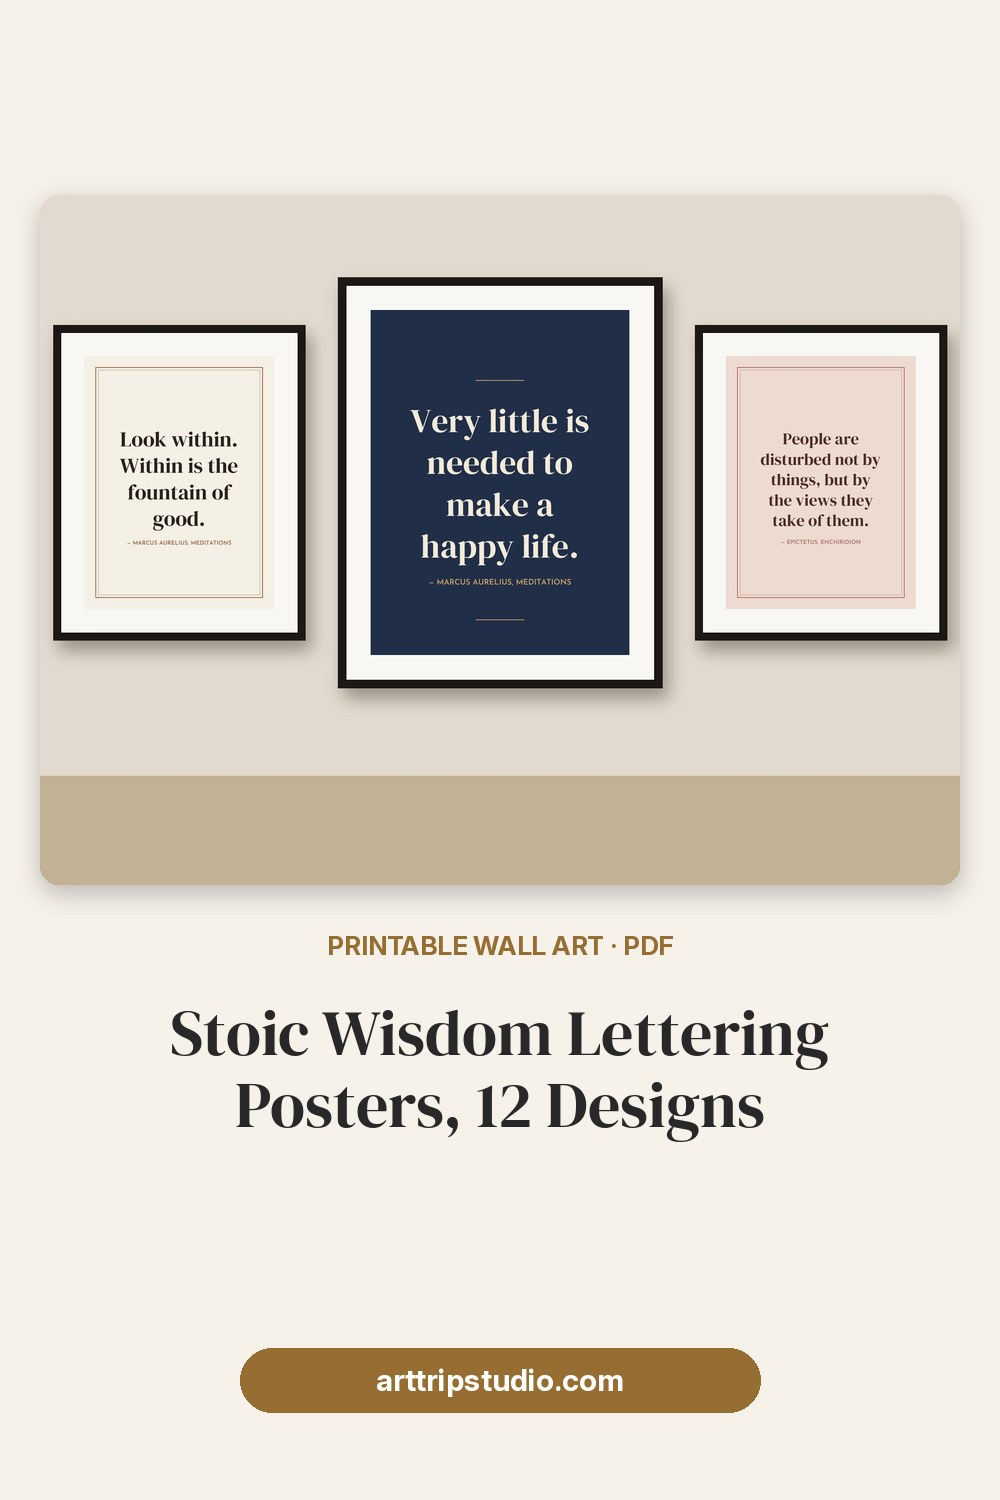 Look within.
Within is the
fountain of
good.
– MARCUS AURELIUS, MEDITATIONS
Very little is
needed to
make a
happy life.
– MARCUS AURELIUS, MEDITATIONS
People are
disturbed not by
things, but by
the views they
take of them.
– EPICTETUS, ENCHIRIDION
PRINTABLE WALL ART · PDF
Stoic Wisdom Lettering
Posters, 12 Designs
arttripstudio.com